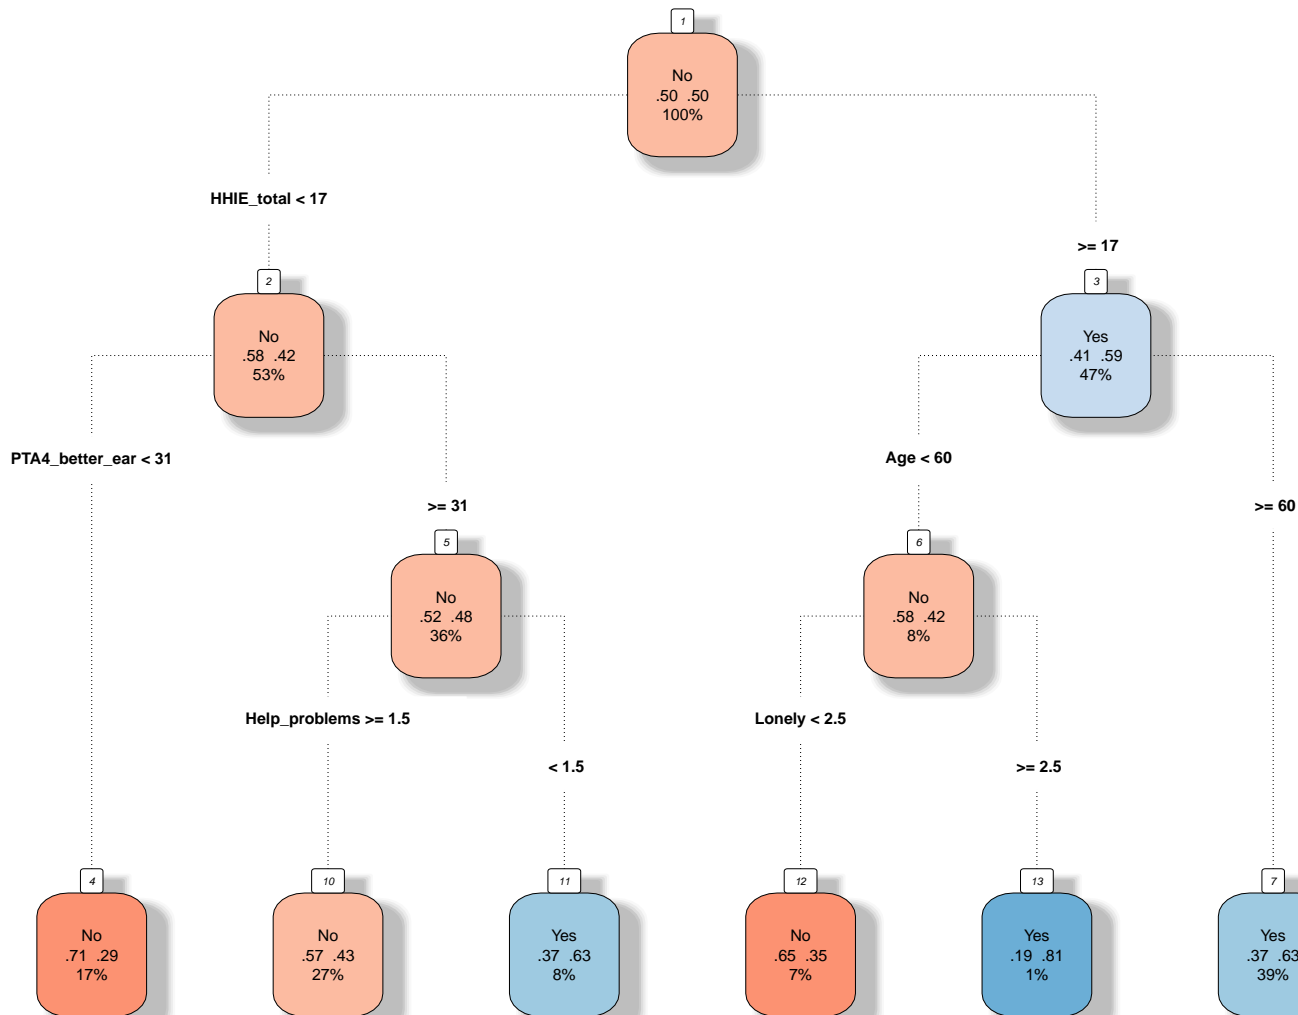 1
No
.50 .50
100%
HHIE_total < 17
>= 17
2
No
.58 .42
53%
3
Yes
.41 .59
47%
PTA4_better_ear < 31
>= 31
Age < 60
>= 60
5
No
.52 .48
36%
6
No
.58 .42
8%
Help_problems >= 1.5
< 1.5
Lonely < 2.5
>= 2.5
4
No
.71 .29
17%
10
No
.57 .43
27%
11
Yes
.37 .63
8%
12
No
.65 .35
7%
13
Yes
.19 .81
1%
7
Yes
.37 .63
39%